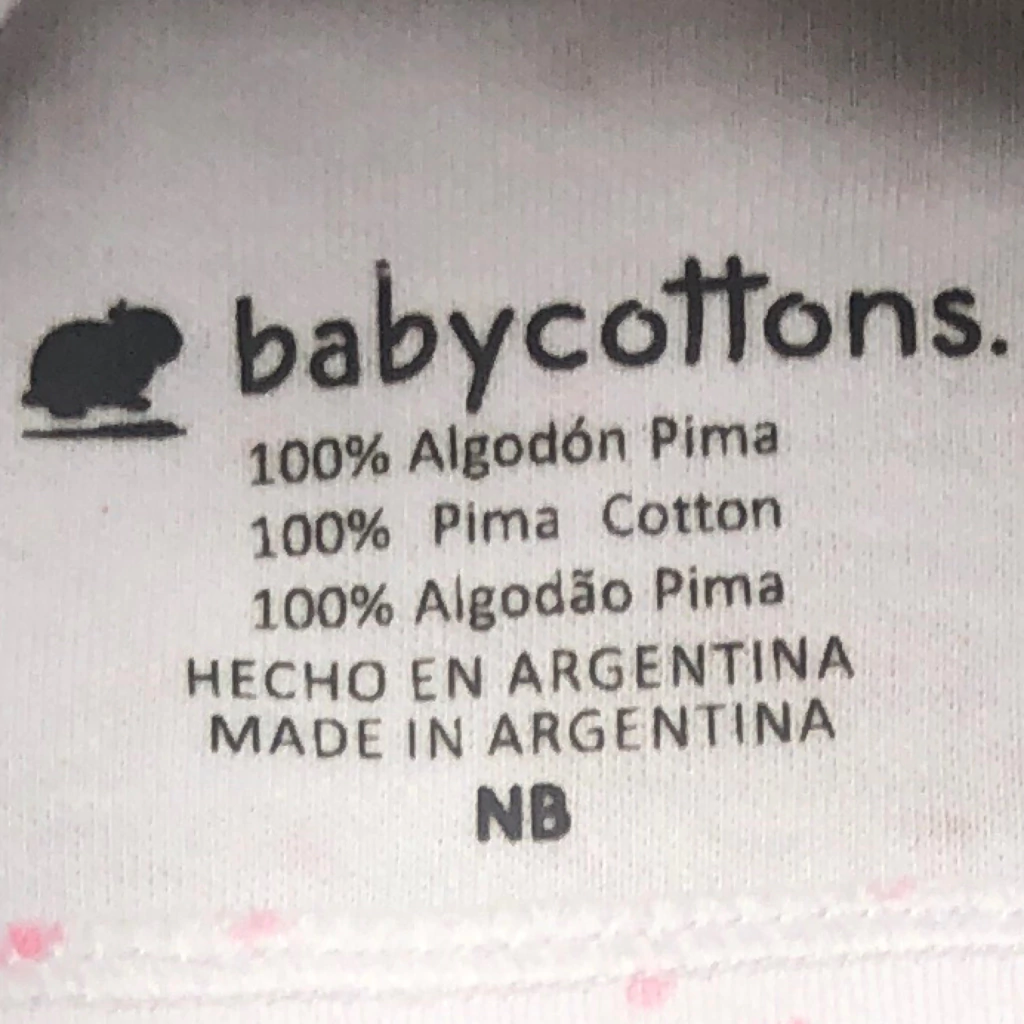 babycottons.
100% Algodón Pima
100% Pima Cotton
100% Algodão Pima
HECHO EN ARGENTINA
MADE IN ARGENTINA
NB